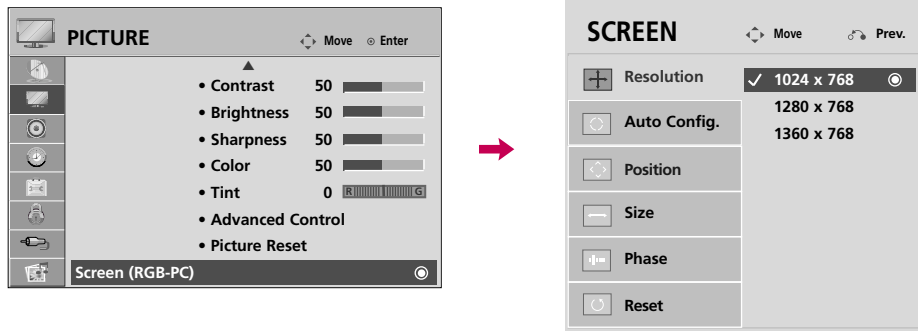 PICTURE
Move Enter
• Contrast 50
• Brightness 50
• Sharpness 50
• Color 50
• Tint 0 R G
• Advanced Control
• Picture Reset
Screen (RGB-PC)
SCREEN
Move Prev.
Resolution
Auto Config.
Position
Size
Phase
Reset
1024 x 768
1280 x 768
1360 x 768